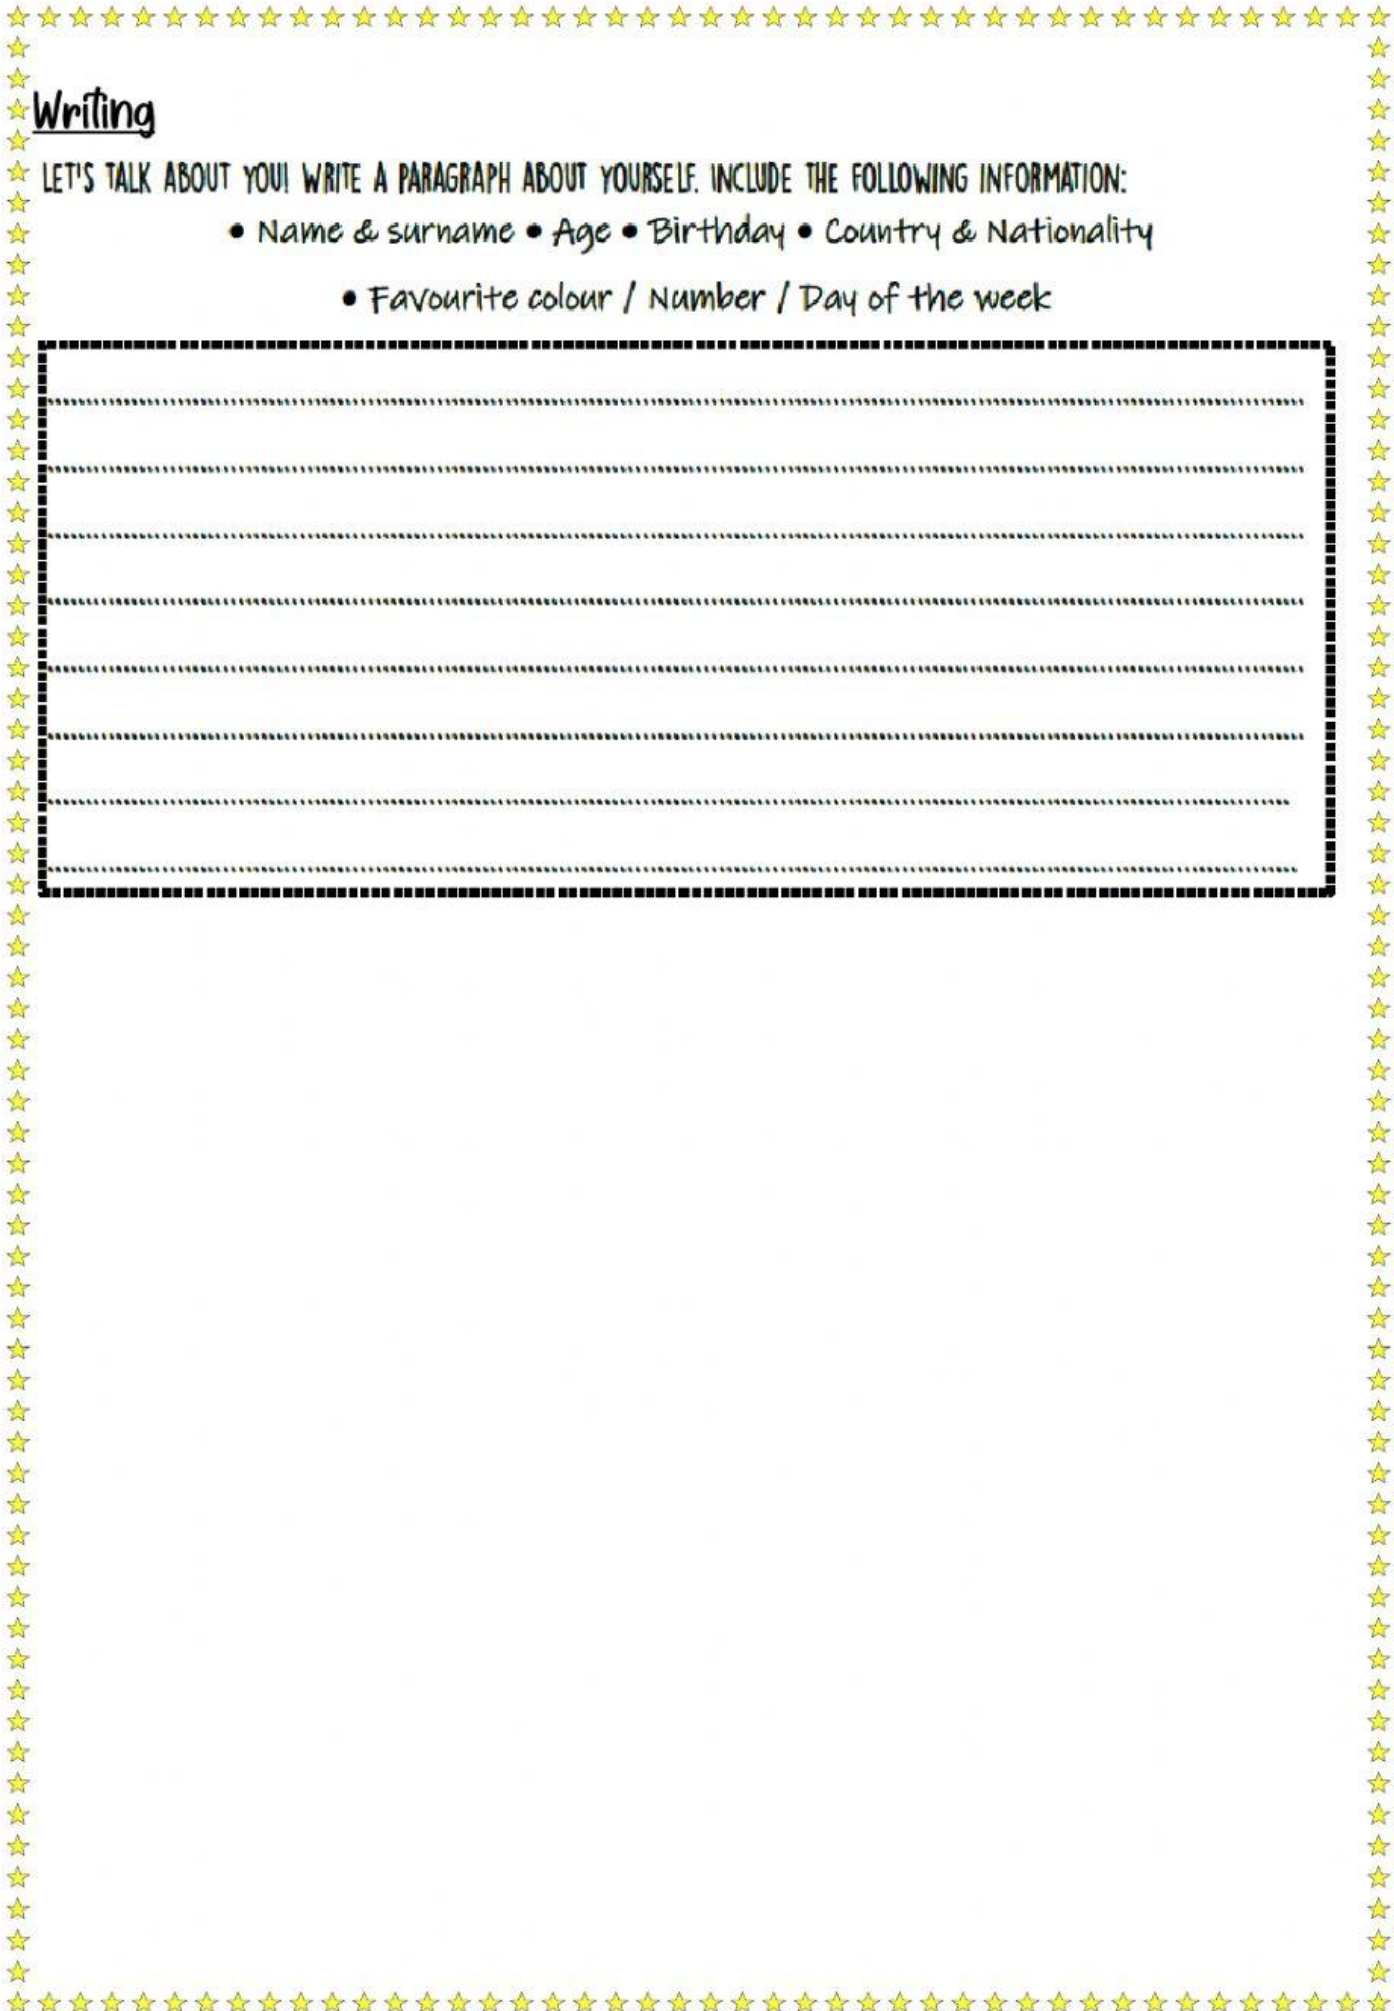 Writing
LET'S TALK ABOUT YOU! WRITE A PARAGRAPH ABOUT YOURSELF. INCLUDE THE FOLLOWING INFORMATION:
• Name & surname • Age • Birthday • Country & Nationality
• Favourite colour / Number / Day of the week